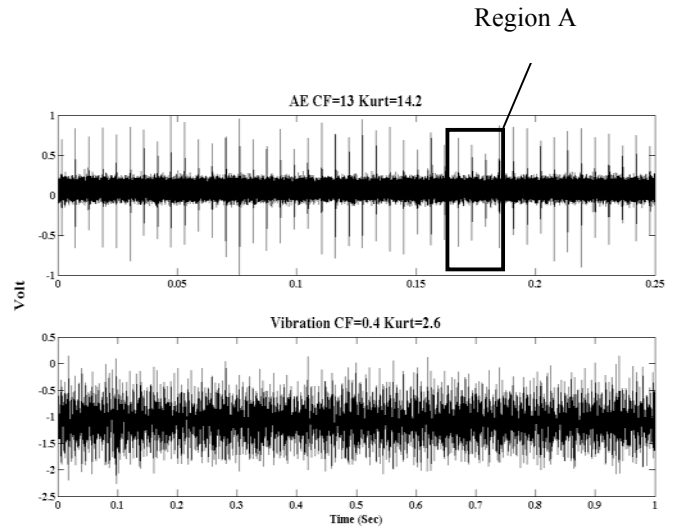 Region A
AE CF=13 Kurt=14.2
1
0.5
0
-0.5
-1
0 0.05 0.1 0.15 0.2 0.25
Volt
Vibration CF=0.4 Kurt=2.6
0.5
0
-0.5
-1
-1.5
-2
-2.5
0 0.1 0.2 0.3 0.4 0.5 0.6 0.7 0.8 0.9 1
Time (Sec)